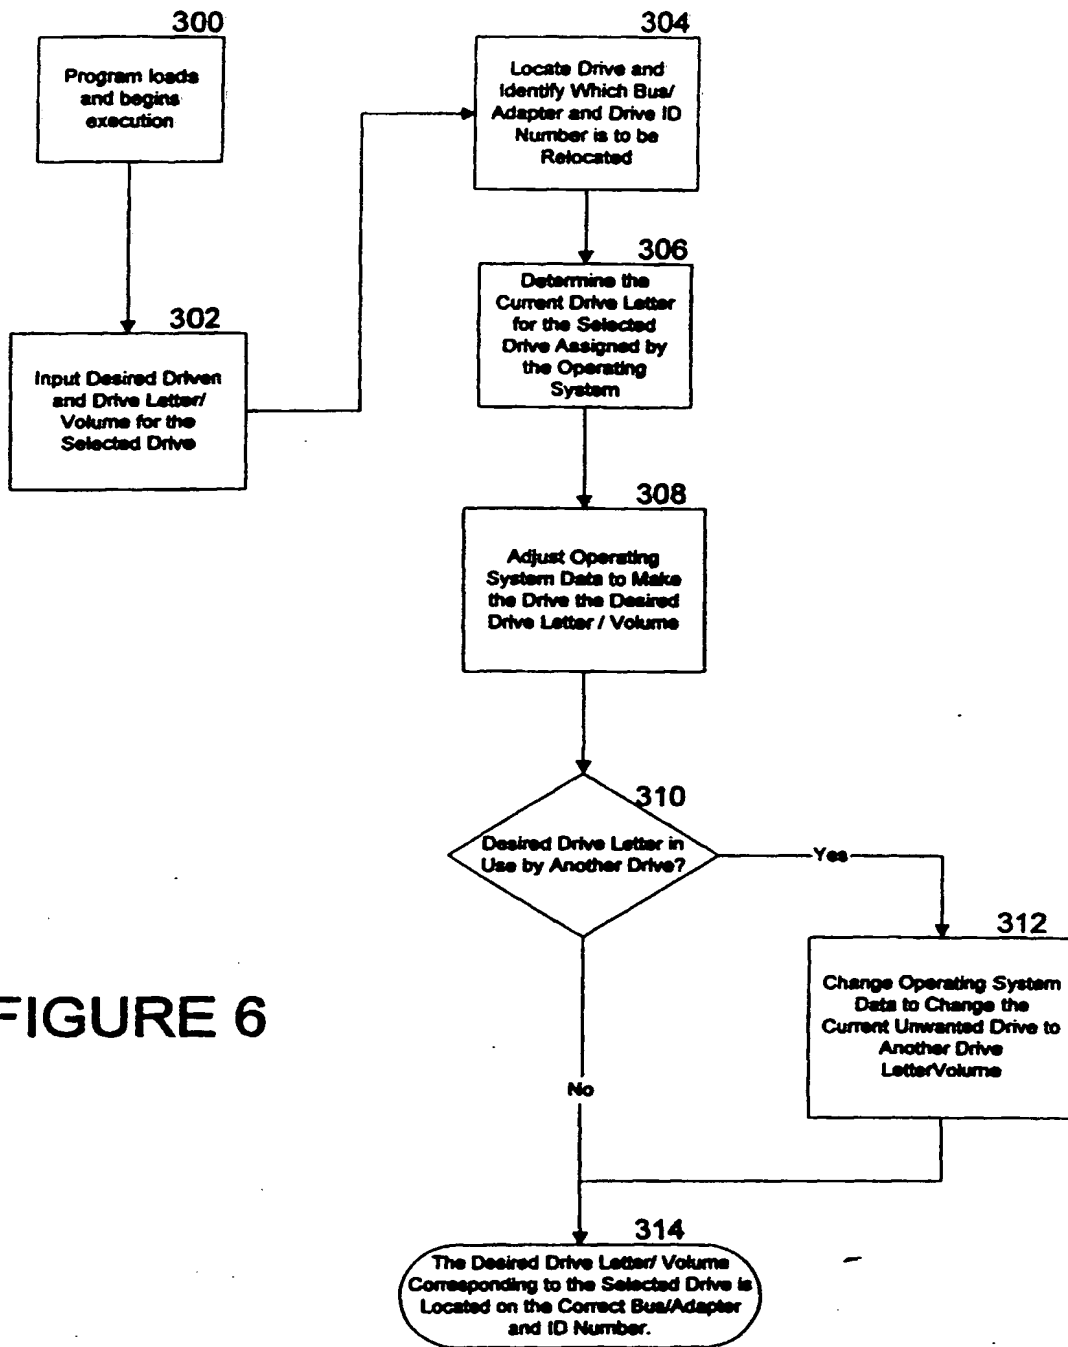 300
Program loads
and begins
execution
302
Input Desired Driven
and Drive Letter/
Volume for the
Selected Drive
304
Locate Drive and
Identify Which Bus/
Adapter and Drive ID
Number is to be
Relocated
306
Determine the
Current Drive Letter
for the Selected
Drive Assigned by
the Operating
System
308
Adjust Operating
System Data to Make
the Drive the Desired
Drive Letter / Volume
310
Desired Drive Letter in
Use by Another Drive?
Yes
312
Change Operating System
Data to Change the
Current Unwanted Drive to
Another Drive
LetterVolume
No
314
The Desired Drive Letter/ Volume
Corresponding to the Selected Drive is
Located on the Correct Bus/Adapter
and ID Number.
FIGURE 6